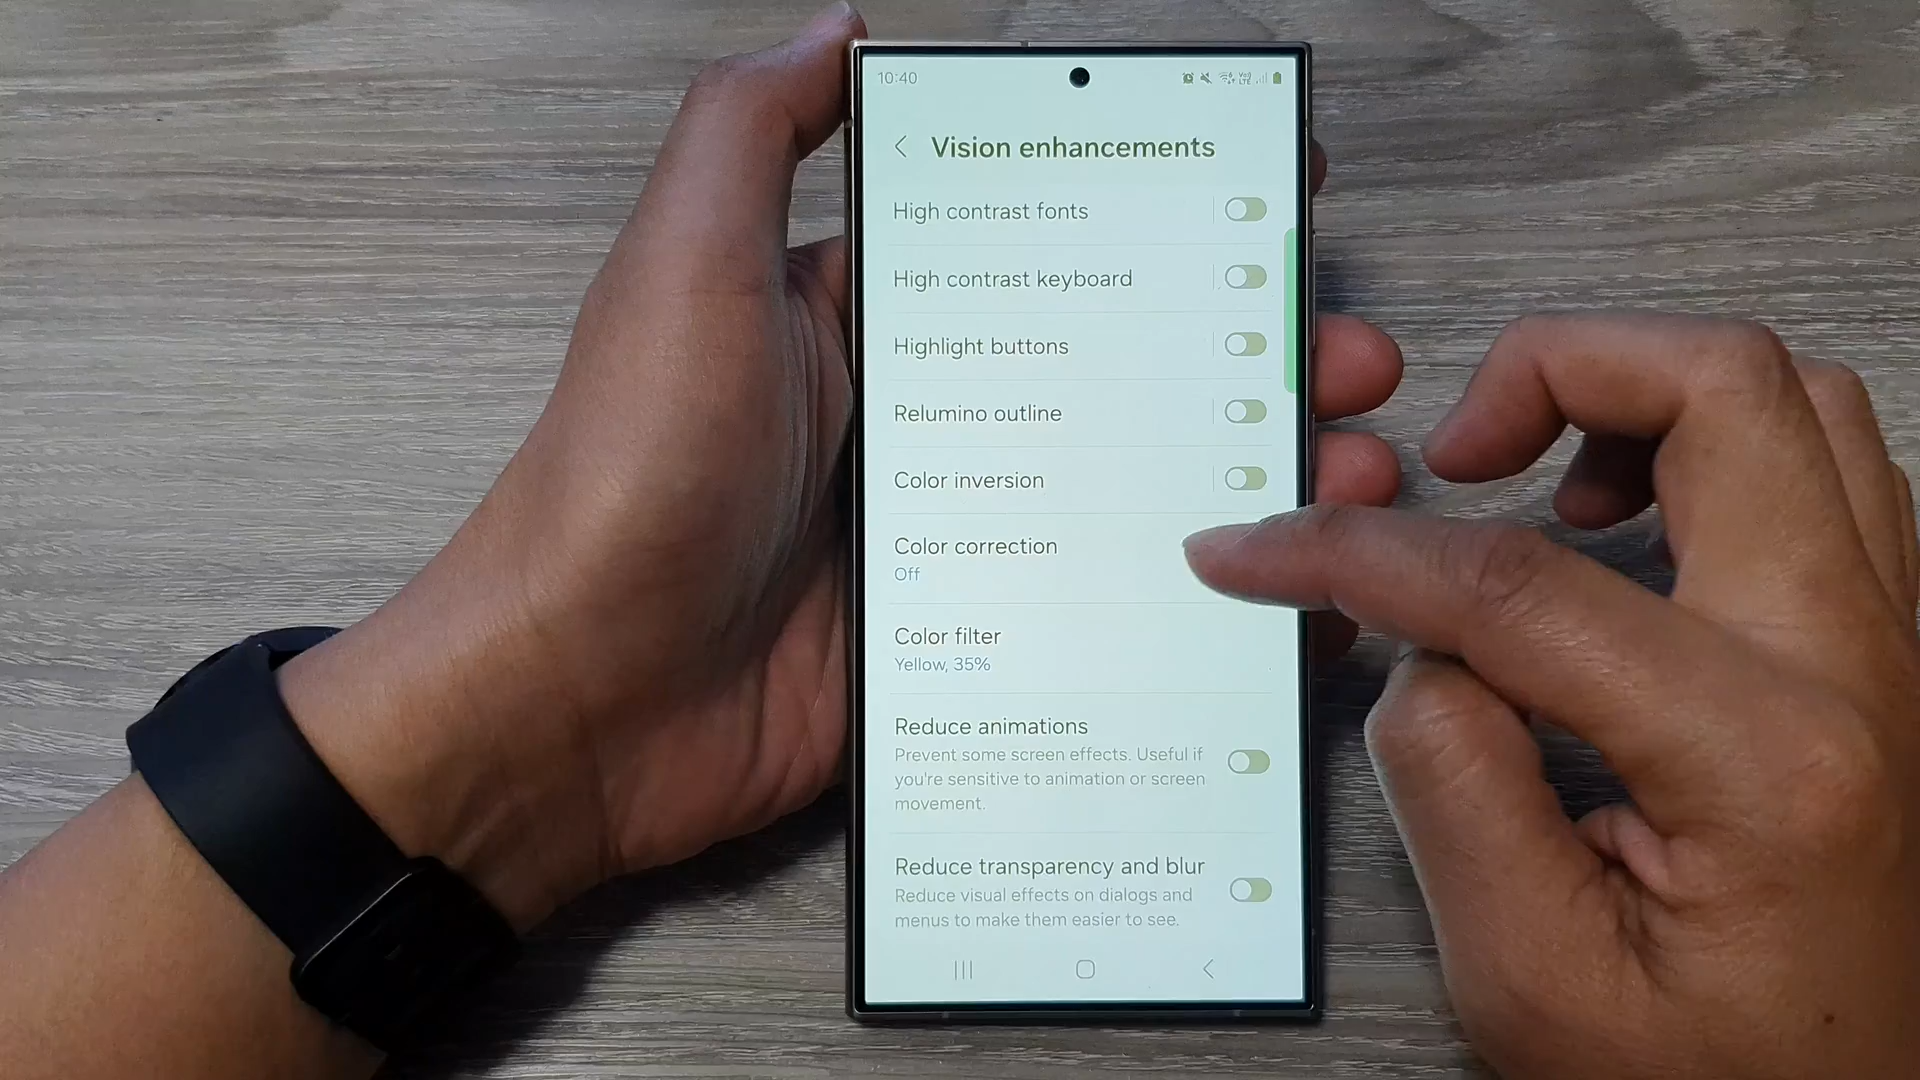 10:40
Vision enhancements
High contrast fonts
High contrast keyboard
Highlight buttons
Relumino outline
Color inversion
Color correction
Off
Color filter
Yellow, 35%
Reduce animations
Prevent some screen effects. Useful if
you're sensitive to animation or screen
movement.
Reduce transparency and blur
Reduce visual effects on dialogs and
menus to make them easier to see.